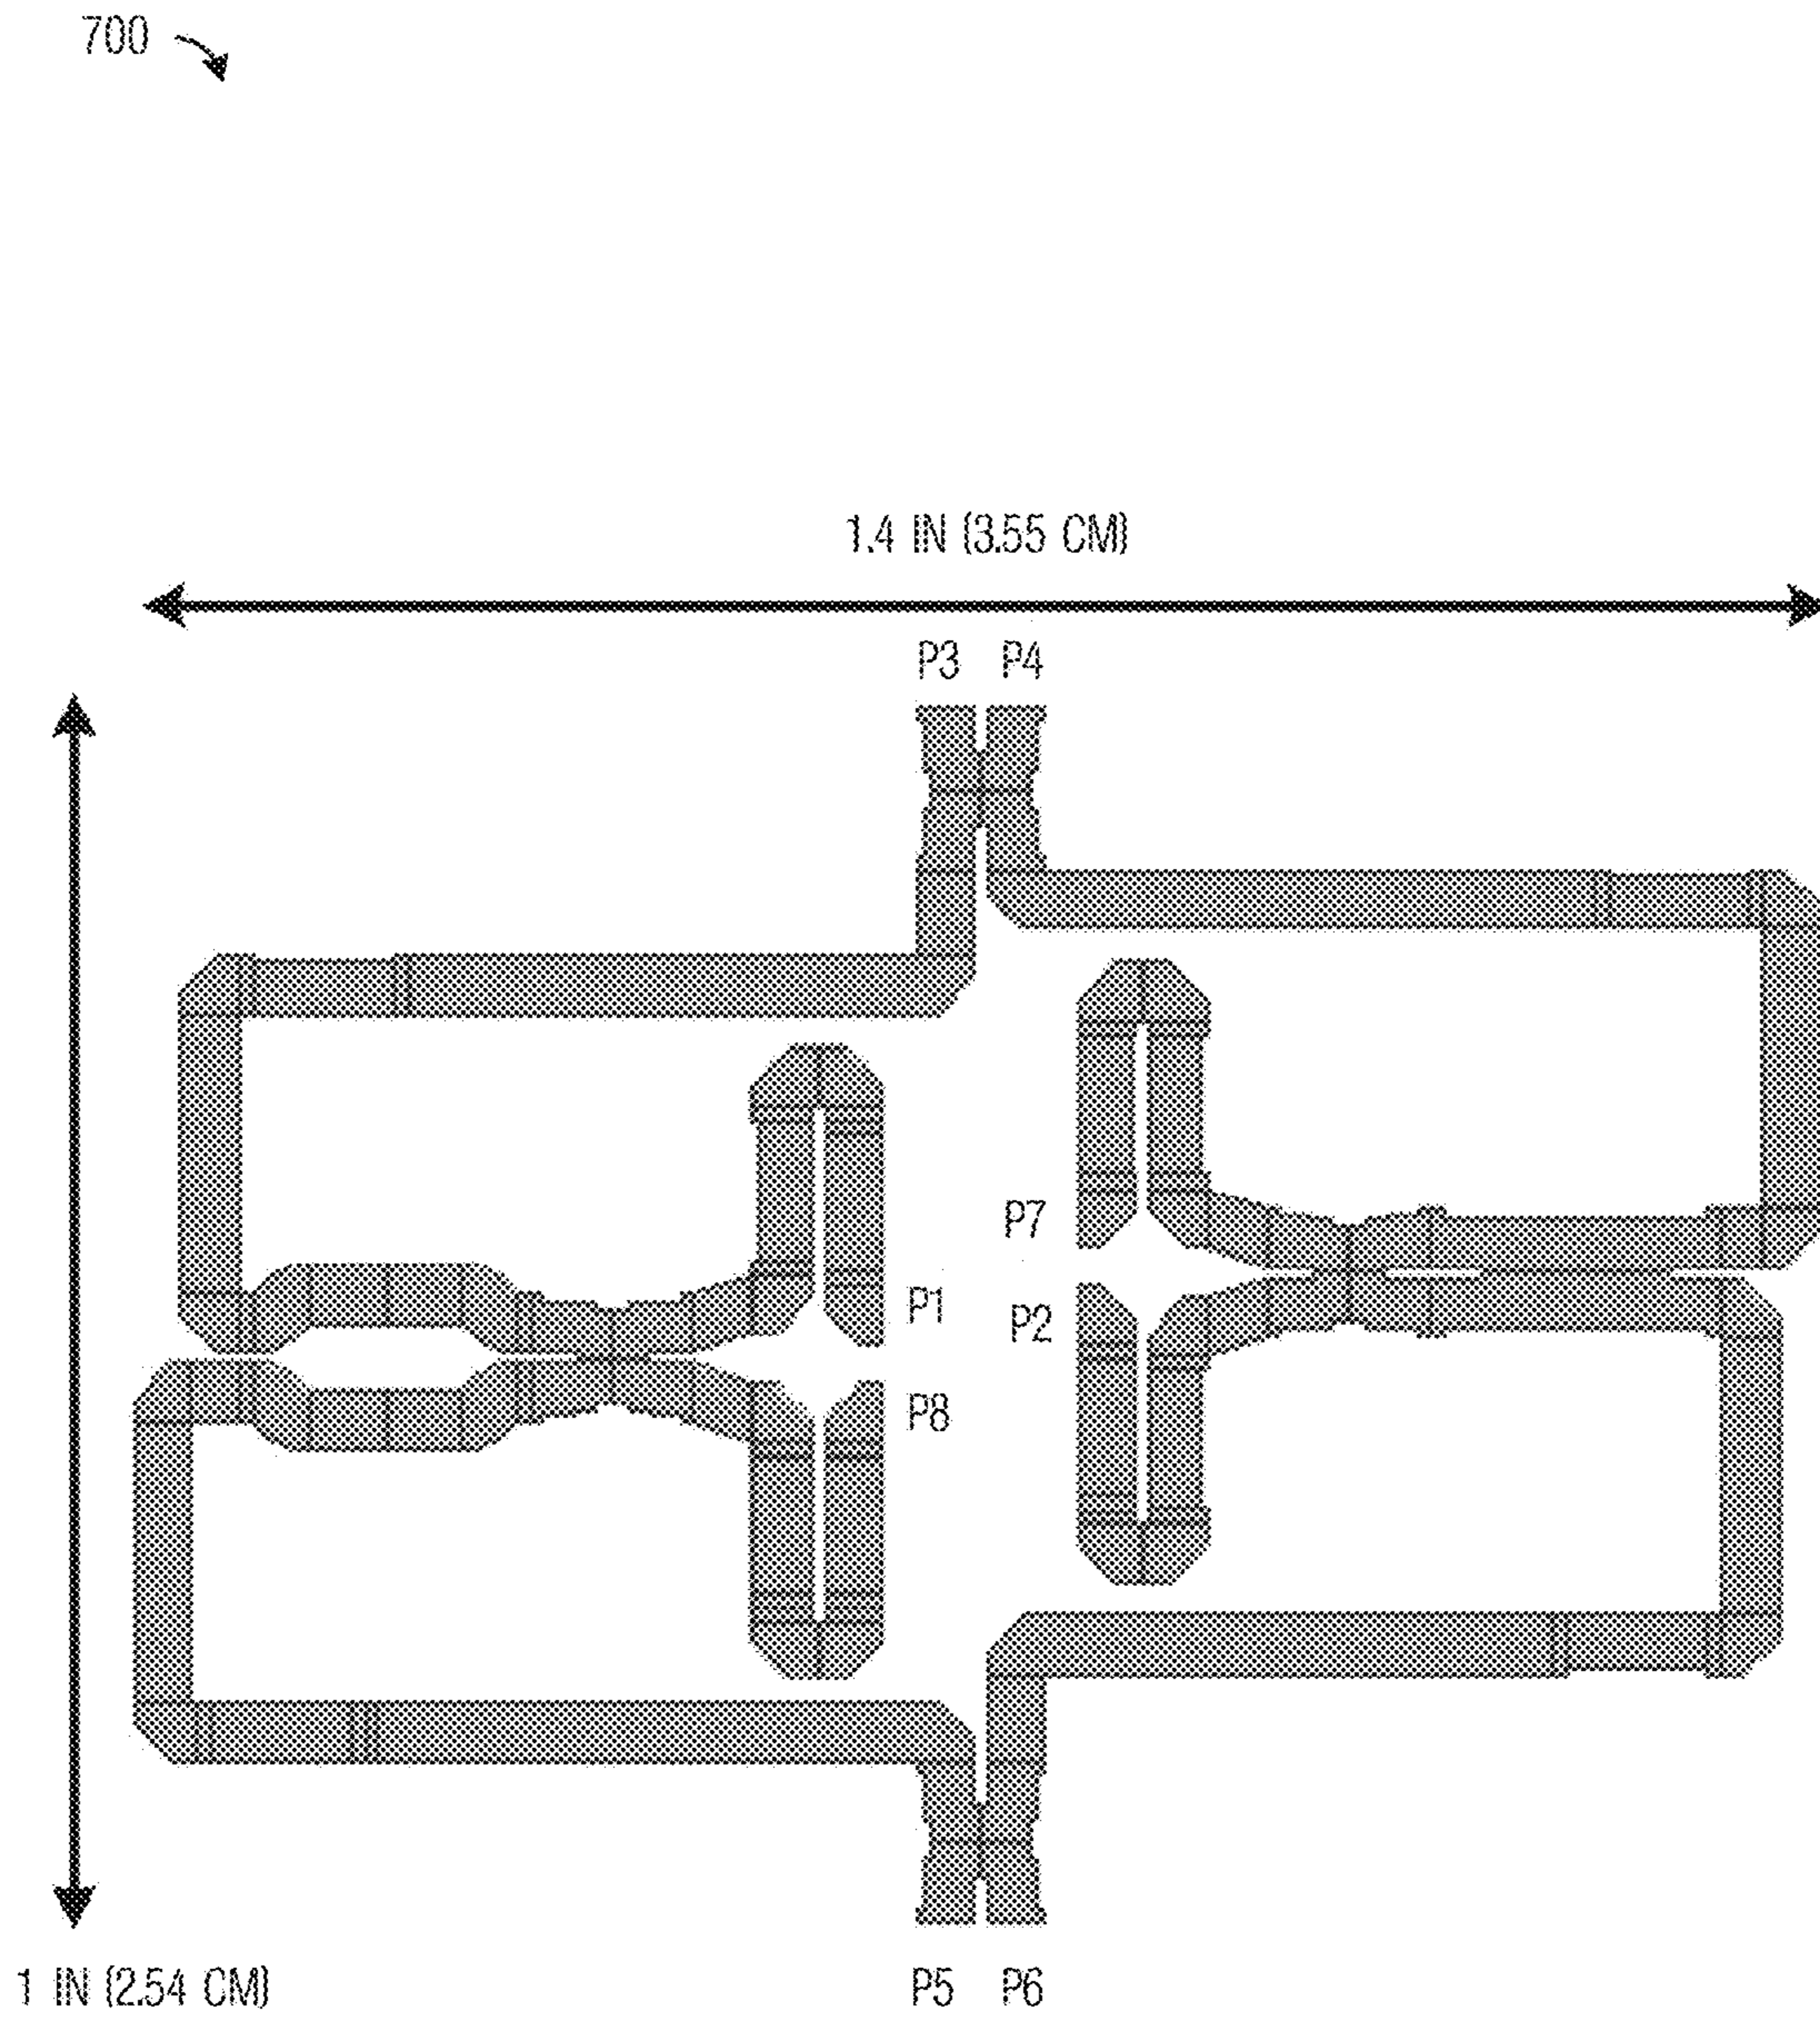 700
1.4 IN (3.55 CM)
P3 P4
P7
P1
P2
P8
1 IN (2.54 CM)
P5 P6